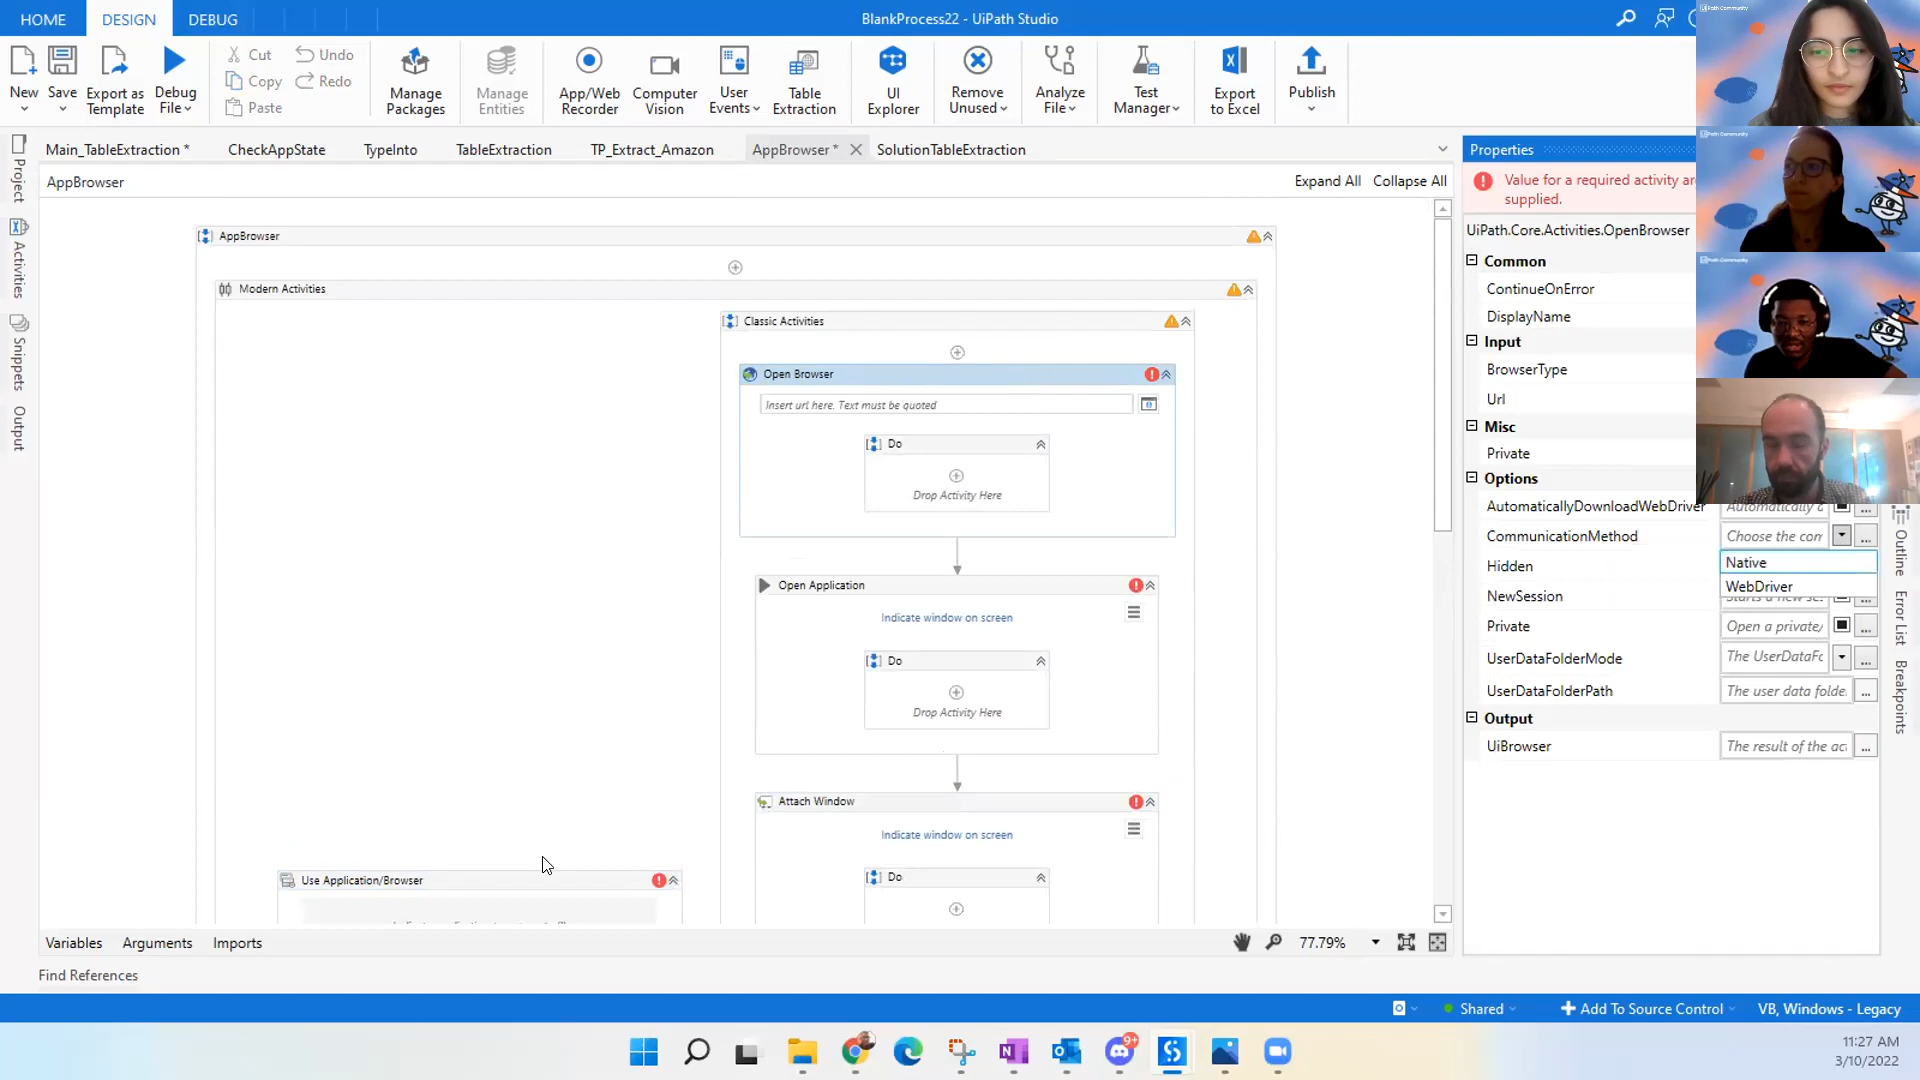 HOME DESIGN DEBUG
BlankProcess22 - UiPath Studio
New
Save
Export as
Template
Debug
File
Cut
Copy
Paste
Undo
Redo
Manage
Packages
Manage
Entities
App/Web
Recorder
Computer
Vision
User
Events
Table
Extraction
UI
Explorer
Remove
Unused
Analyze
File
Test
Manager
Export
to Excel
Publish
Main_TableExtraction * CheckAppState TypeInto TableExtraction TP_Extract_Amazon AppBrowser * SolutionTableExtraction
AppBrowser
Expand All Collapse All
Project
Activities
Snippets
Output
AppBrowser
Modern Activities
Classic Activities
Open Browser
Insert url here. Text must be quoted
Do
Drop Activity Here
Open Application
Indicate window on screen
Do
Drop Activity Here
Attach Window
Indicate window on screen
Do
Use Application/Browser
Properties
Value for a required activity
supplied.
UiPath.Core.Activities.OpenBrowser
Common
ContinueOnError
DisplayName
Input
BrowserType
Url
Misc
Private
Options
AutomaticallyDownloadWebDriver
CommunicationMethod Choose the con
Native
WebDriver
Hidden
NewSession
Private Open a private/
UserDataFolderMode The UserDataFo
UserDataFolderPath The user data folde
Output
UiBrowser The result of the act
Outline
Error List
Breakpoints
Variables Arguments Imports
77.79%
Find References
Shared
Add To Source Control
VB, Windows - Legacy
9+
11:27 AM
3/10/2022